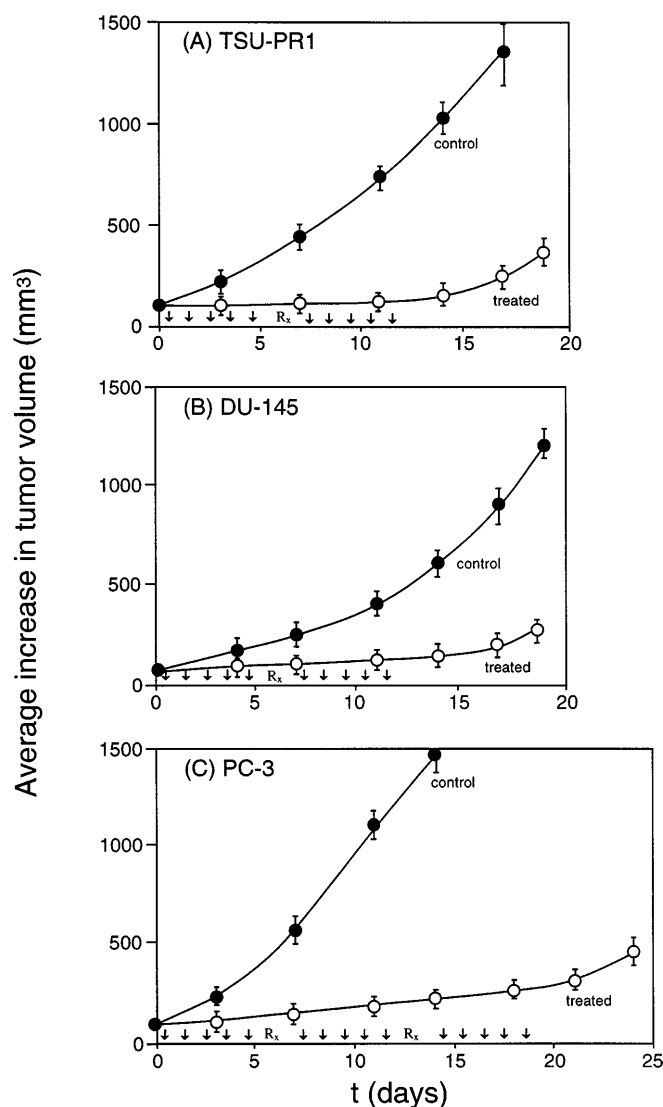 Average increase in tumor volume (mm³)
(A) TSU-PR1
1500
1000
500
0
control
treated
Rₓ
0 5 10 15 20
(B) DU-145
1500
1000
500
0
control
treated
Rₓ
0 5 10 15 20
(C) PC-3
1500
1000
500
0
control
treated
Rₓ Rₓ
0 5 10 15 20 25
t (days)